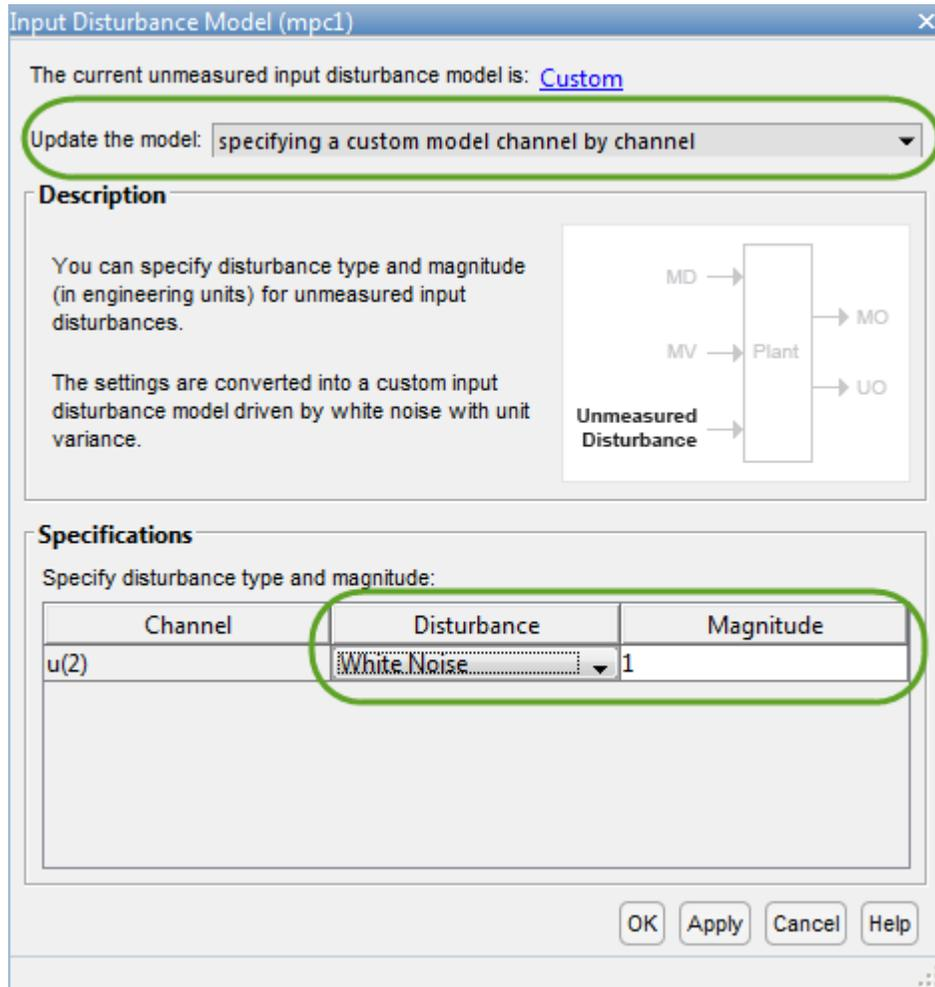 Input Disturbance Model (mpc1)
The current unmeasured input disturbance model is: Custom
Update the model: specifying a custom model channel by channel
Description
You can specify disturbance type and magnitude
(in engineering units) for unmeasured input
disturbances.
The settings are converted into a custom input
disturbance model driven by white noise with unit
variance.
MD
MO
MV
Plant
UO
Unmeasured
Disturbance
Specifications
Specify disturbance type and magnitude:
Channel Disturbance Magnitude
u(2) White Noise 1
OK Apply Cancel Help